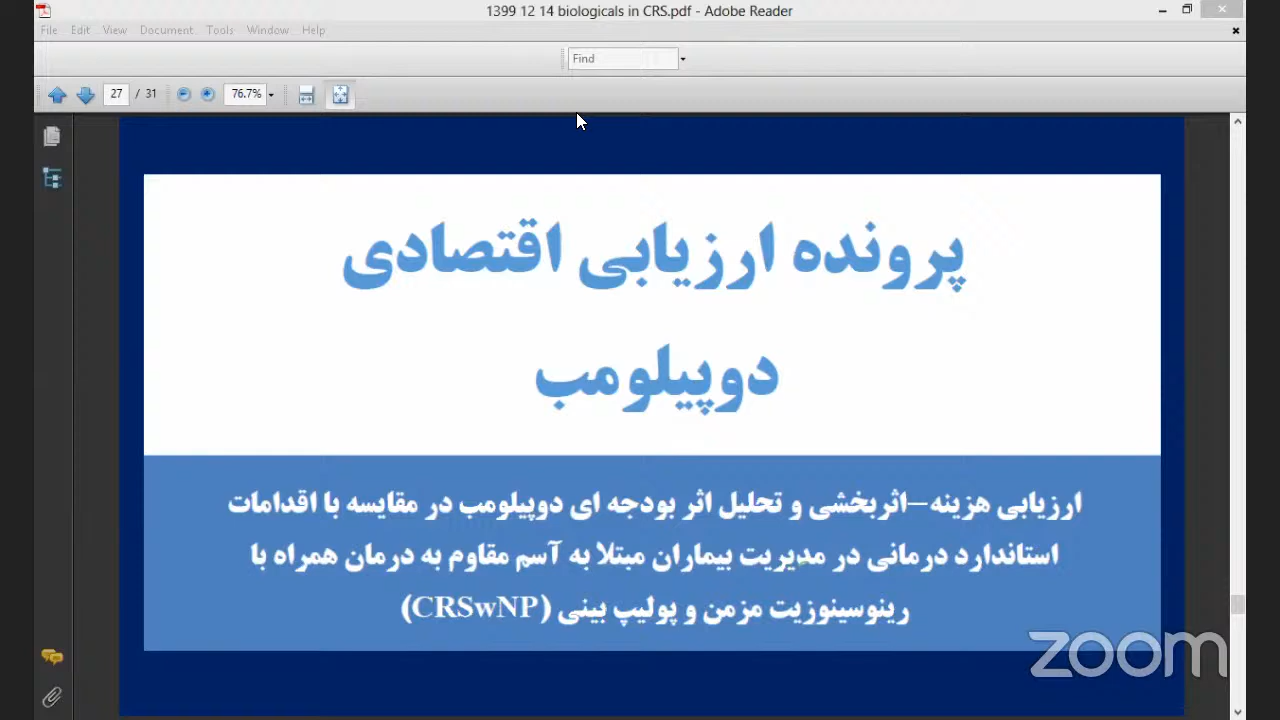 1399 12 14 biologicals in CRS.pdf - Adobe Reader
File Edit View Document Tools Window Help
Find
27 / 31 76.7%
پرونده ارزیابی اقتصادی
دوپیلومب
ارزیابی هزینه–اثربخشی و تحلیل اثر بودجه ای دوپیلومب در مقایسه با اقدامات
استاندارد درمانی در مدیریت بیماران مبتلا به آسم مقاوم به درمان همراه با
رینوسینوزیت مزمن و پولیپ بینی (CRSwNP)
zoom